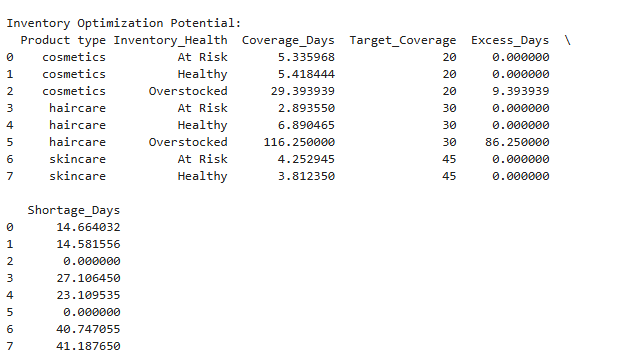 Inventory Optimization Potential:
  Product type Inventory_Health  Coverage_Days  Target_Coverage  Excess_Days  \
0    cosmetics          At Risk       5.335968               20     0.000000
1    cosmetics          Healthy       5.418444               20     0.000000
2    cosmetics      Overstocked      29.393939               20     9.393939
3     haircare          At Risk       2.893550               30     0.000000
4     haircare          Healthy       6.890465               30     0.000000
5     haircare      Overstocked     116.250000               30    86.250000
6     skincare          At Risk       4.252945               45     0.000000
7     skincare          Healthy       3.812350               45     0.000000
   Shortage_Days
0      14.664032
1      14.581556
2       0.000000
3      27.106450
4      23.109535
5       0.000000
6      40.747055
7      41.187650